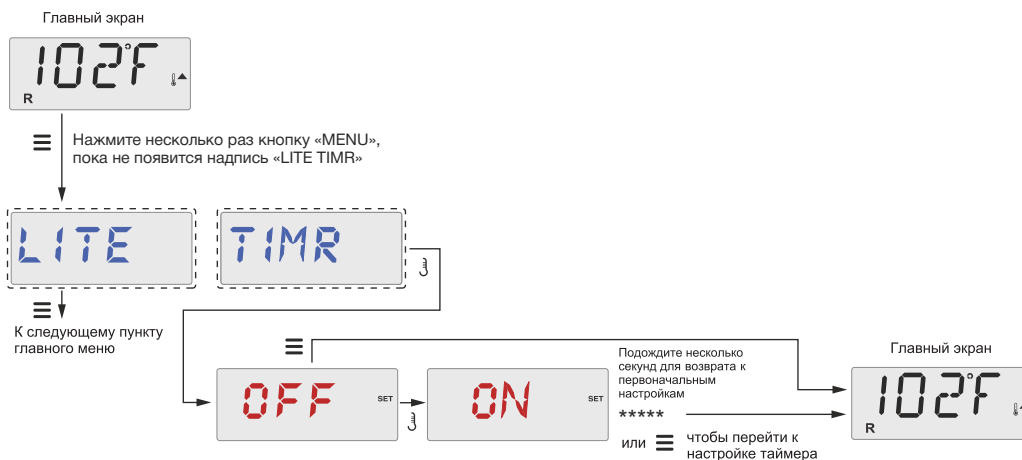 Главный экран
102°F
R
Нажмите несколько раз кнопку «MENU»,
пока не появится надпись «LITE TIMR»
LITE
TIMR
К следующему пункту
главного меню
OFF
SET
ON
SET
Подождите несколько
секунд для возврата к
первоначальным
настройкам
*****
или
чтобы перейти к
настройке таймера
Главный экран
102°F
R